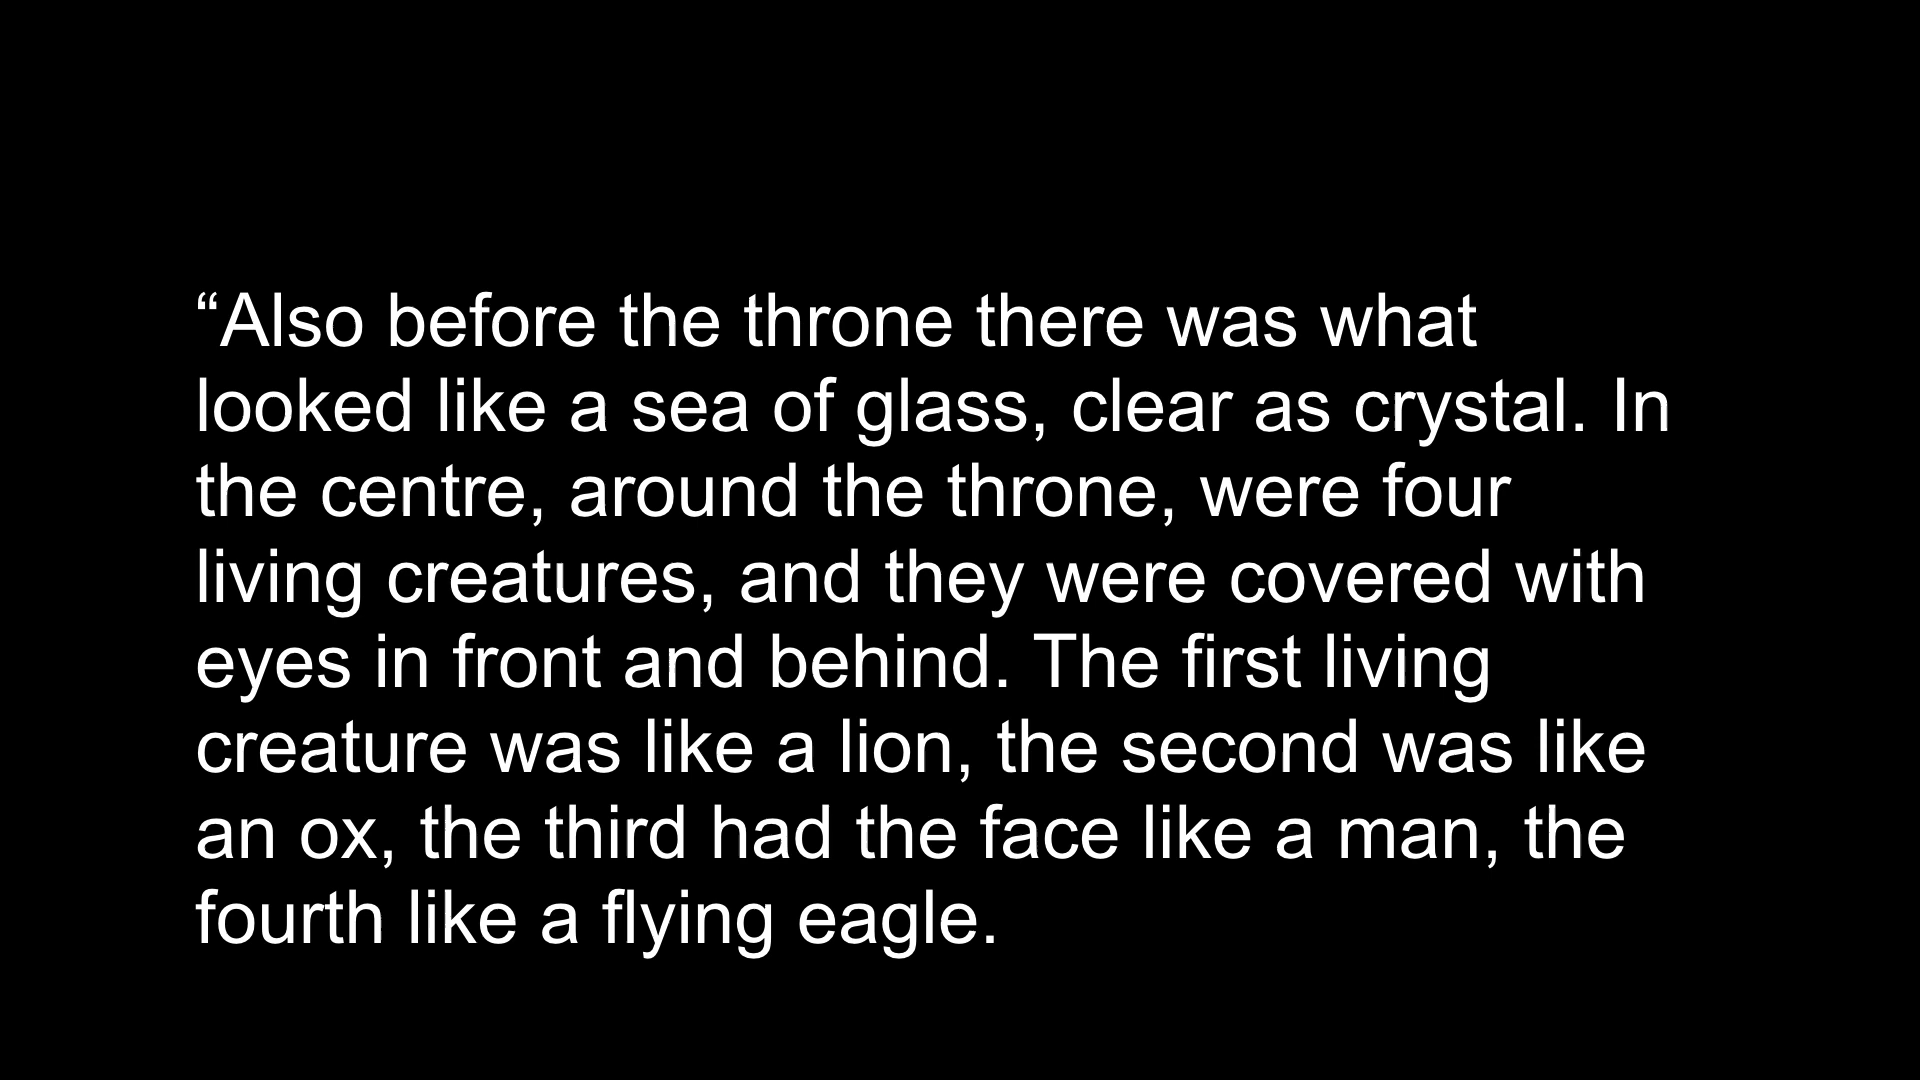 “Also before the throne there was what
looked like a sea of glass, clear as crystal. In
the centre, around the throne, were four
living creatures, and they were covered with
eyes in front and behind. The first living
creature was like a lion, the second was like
an ox, the third had the face like a man, the
fourth like a flying eagle.